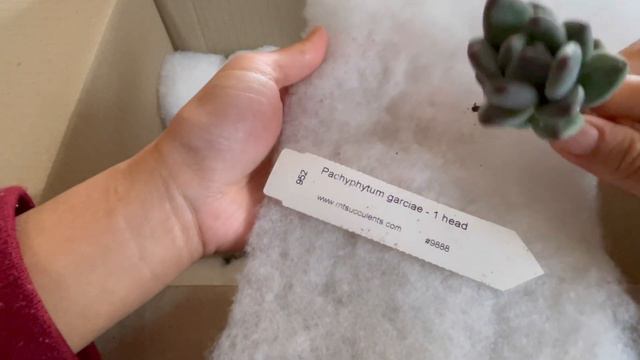 952
Pachyphytum garciae - 1 head
www.mtsucculents.com
#9888